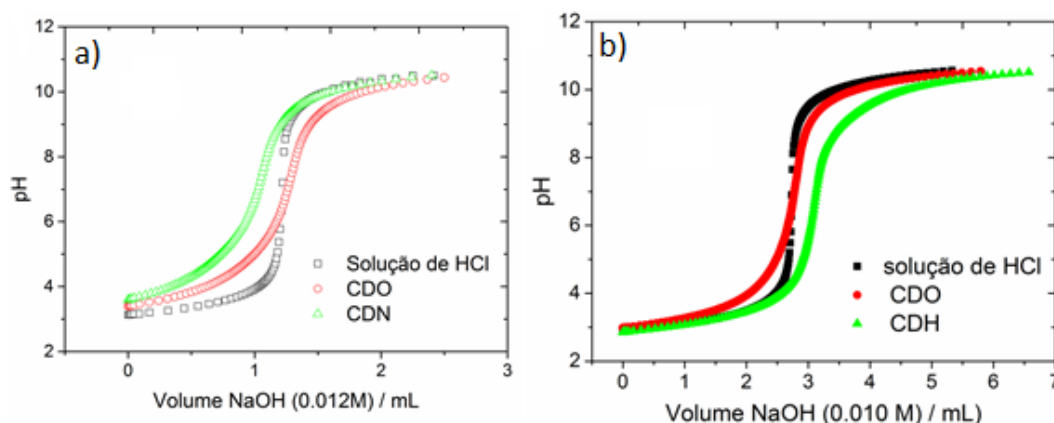 a)
12
10
8
6
4
2
pH
Solução de HCl
CDO
CDN
0
1
2
3
Volume NaOH (0.012M) / mL
b)
12
10
8
6
4
2
pH
solução de HCl
CDO
CDH
0
1
2
3
4
5
6
7
Volume NaOH (0.010 M) / mL)